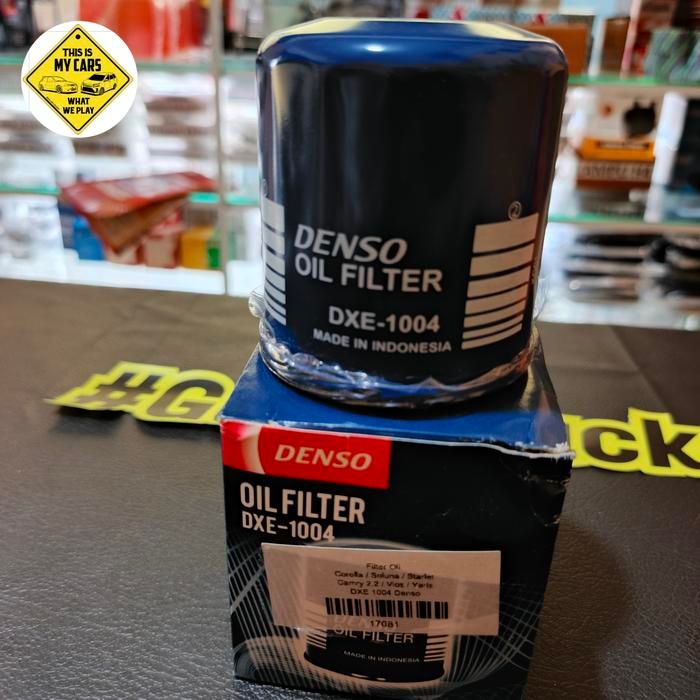 THIS IS
MY CARS
WHAT
WE PLAY
DENSO
OIL FILTER
DXE-1004
MADE IN INDONESIA
#G
uck
DENSO
OIL FILTER
DXE-1004
Filter Oli
Corolla / Soluna / Starlet
Camry 2.2 / Vios / Yaris
DXE 1004 Denso
17081
DENSO
OIL FILTER
MADE IN INDONESIA